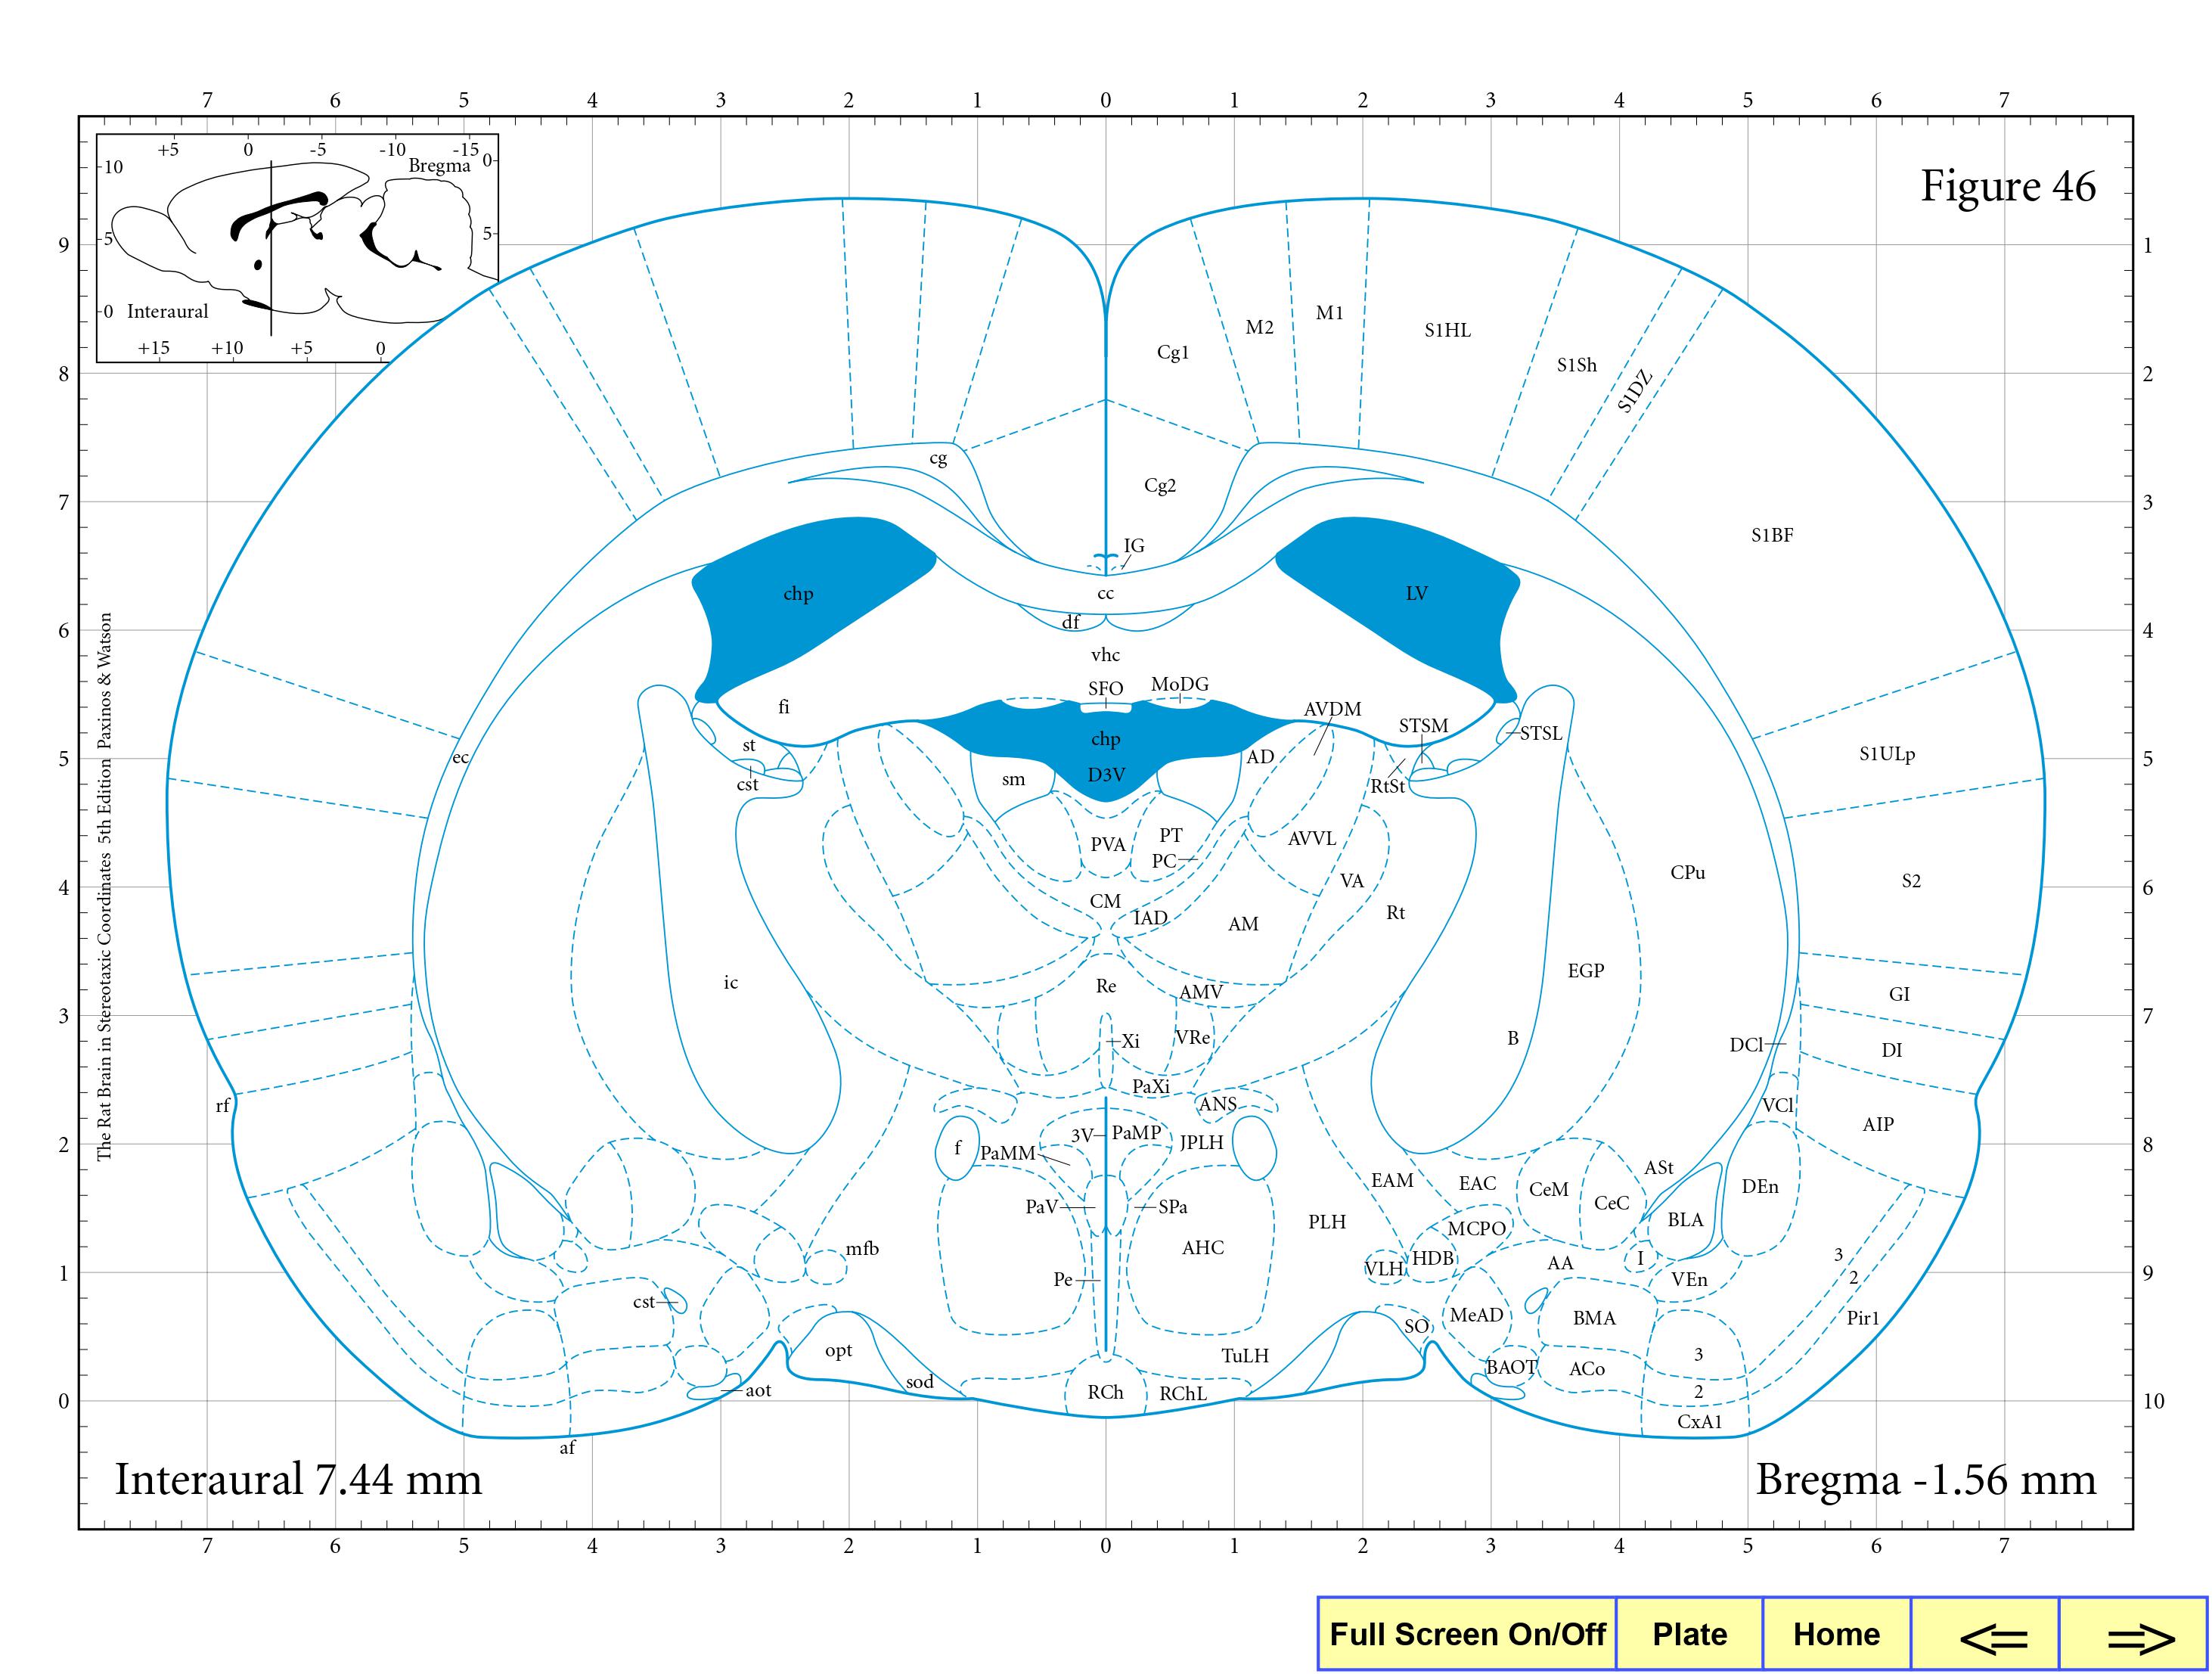 7 6 5 4 3 2 1 0 1 2 3 4 5 6 7
+5 0 -5 -10 -15
Bregma
10
5
0
0
5
Interaural
+15 +10 +5 0
Figure 46
9
8
7
6
5
4
3
2
1
0
1
2
3
4
5
6
7
8
9
10
The Rat Brain in Stereotaxic Coordinates 5th Edition Paxinos & Watson
M1
M2
S1HL
Cg1
S1Sh
S1DZ
cg
Cg2
S1BF
IG
chp
cc
LV
df
vhc
SFO
MoDG
fi
AVDM
STSM
STSL
st
chp
AD
S1ULp
ec
sm
D3V
cst
RtSt
PVA
PT
AVVL
PC
CPu
VA
S2
CM
IAD
AM
Rt
EGP
ic
Re
AMV
GI
Xi
VRe
B
DCl
DI
PaXi
rf
ANS
VCl
AIP
f
3V
PaMP
JPLH
PaMM
ASt
EAM
EAC
CeM
CeC
DEn
PaV
SPa
PLH
BLA
MCPO
mfb
AHC
HDB
I
3
VLH
AA
VEn
2
Pe
cst
MeAD
BMA
Pir1
SO
opt
TuLH
3
BAOT
ACo
sod
aot
RCh
RChL
2
CxA1
af
Interaural 7.44 mm
Bregma -1.56 mm
7 6 5 4 3 2 1 0 1 2 3 4 5 6 7
Full Screen On/Off Plate Home